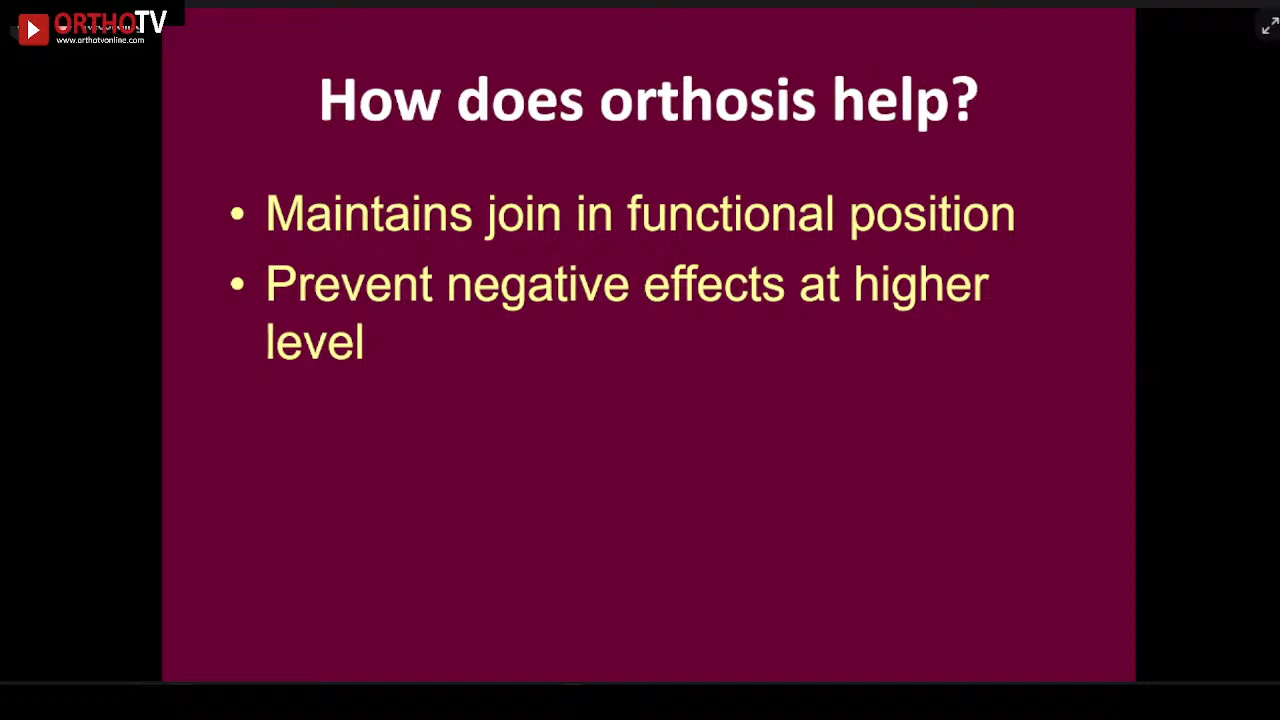 ORTHOTV
www.orthotvonline.com
How does orthosis help?
• Maintains join in functional position
• Prevent negative effects at higher
level